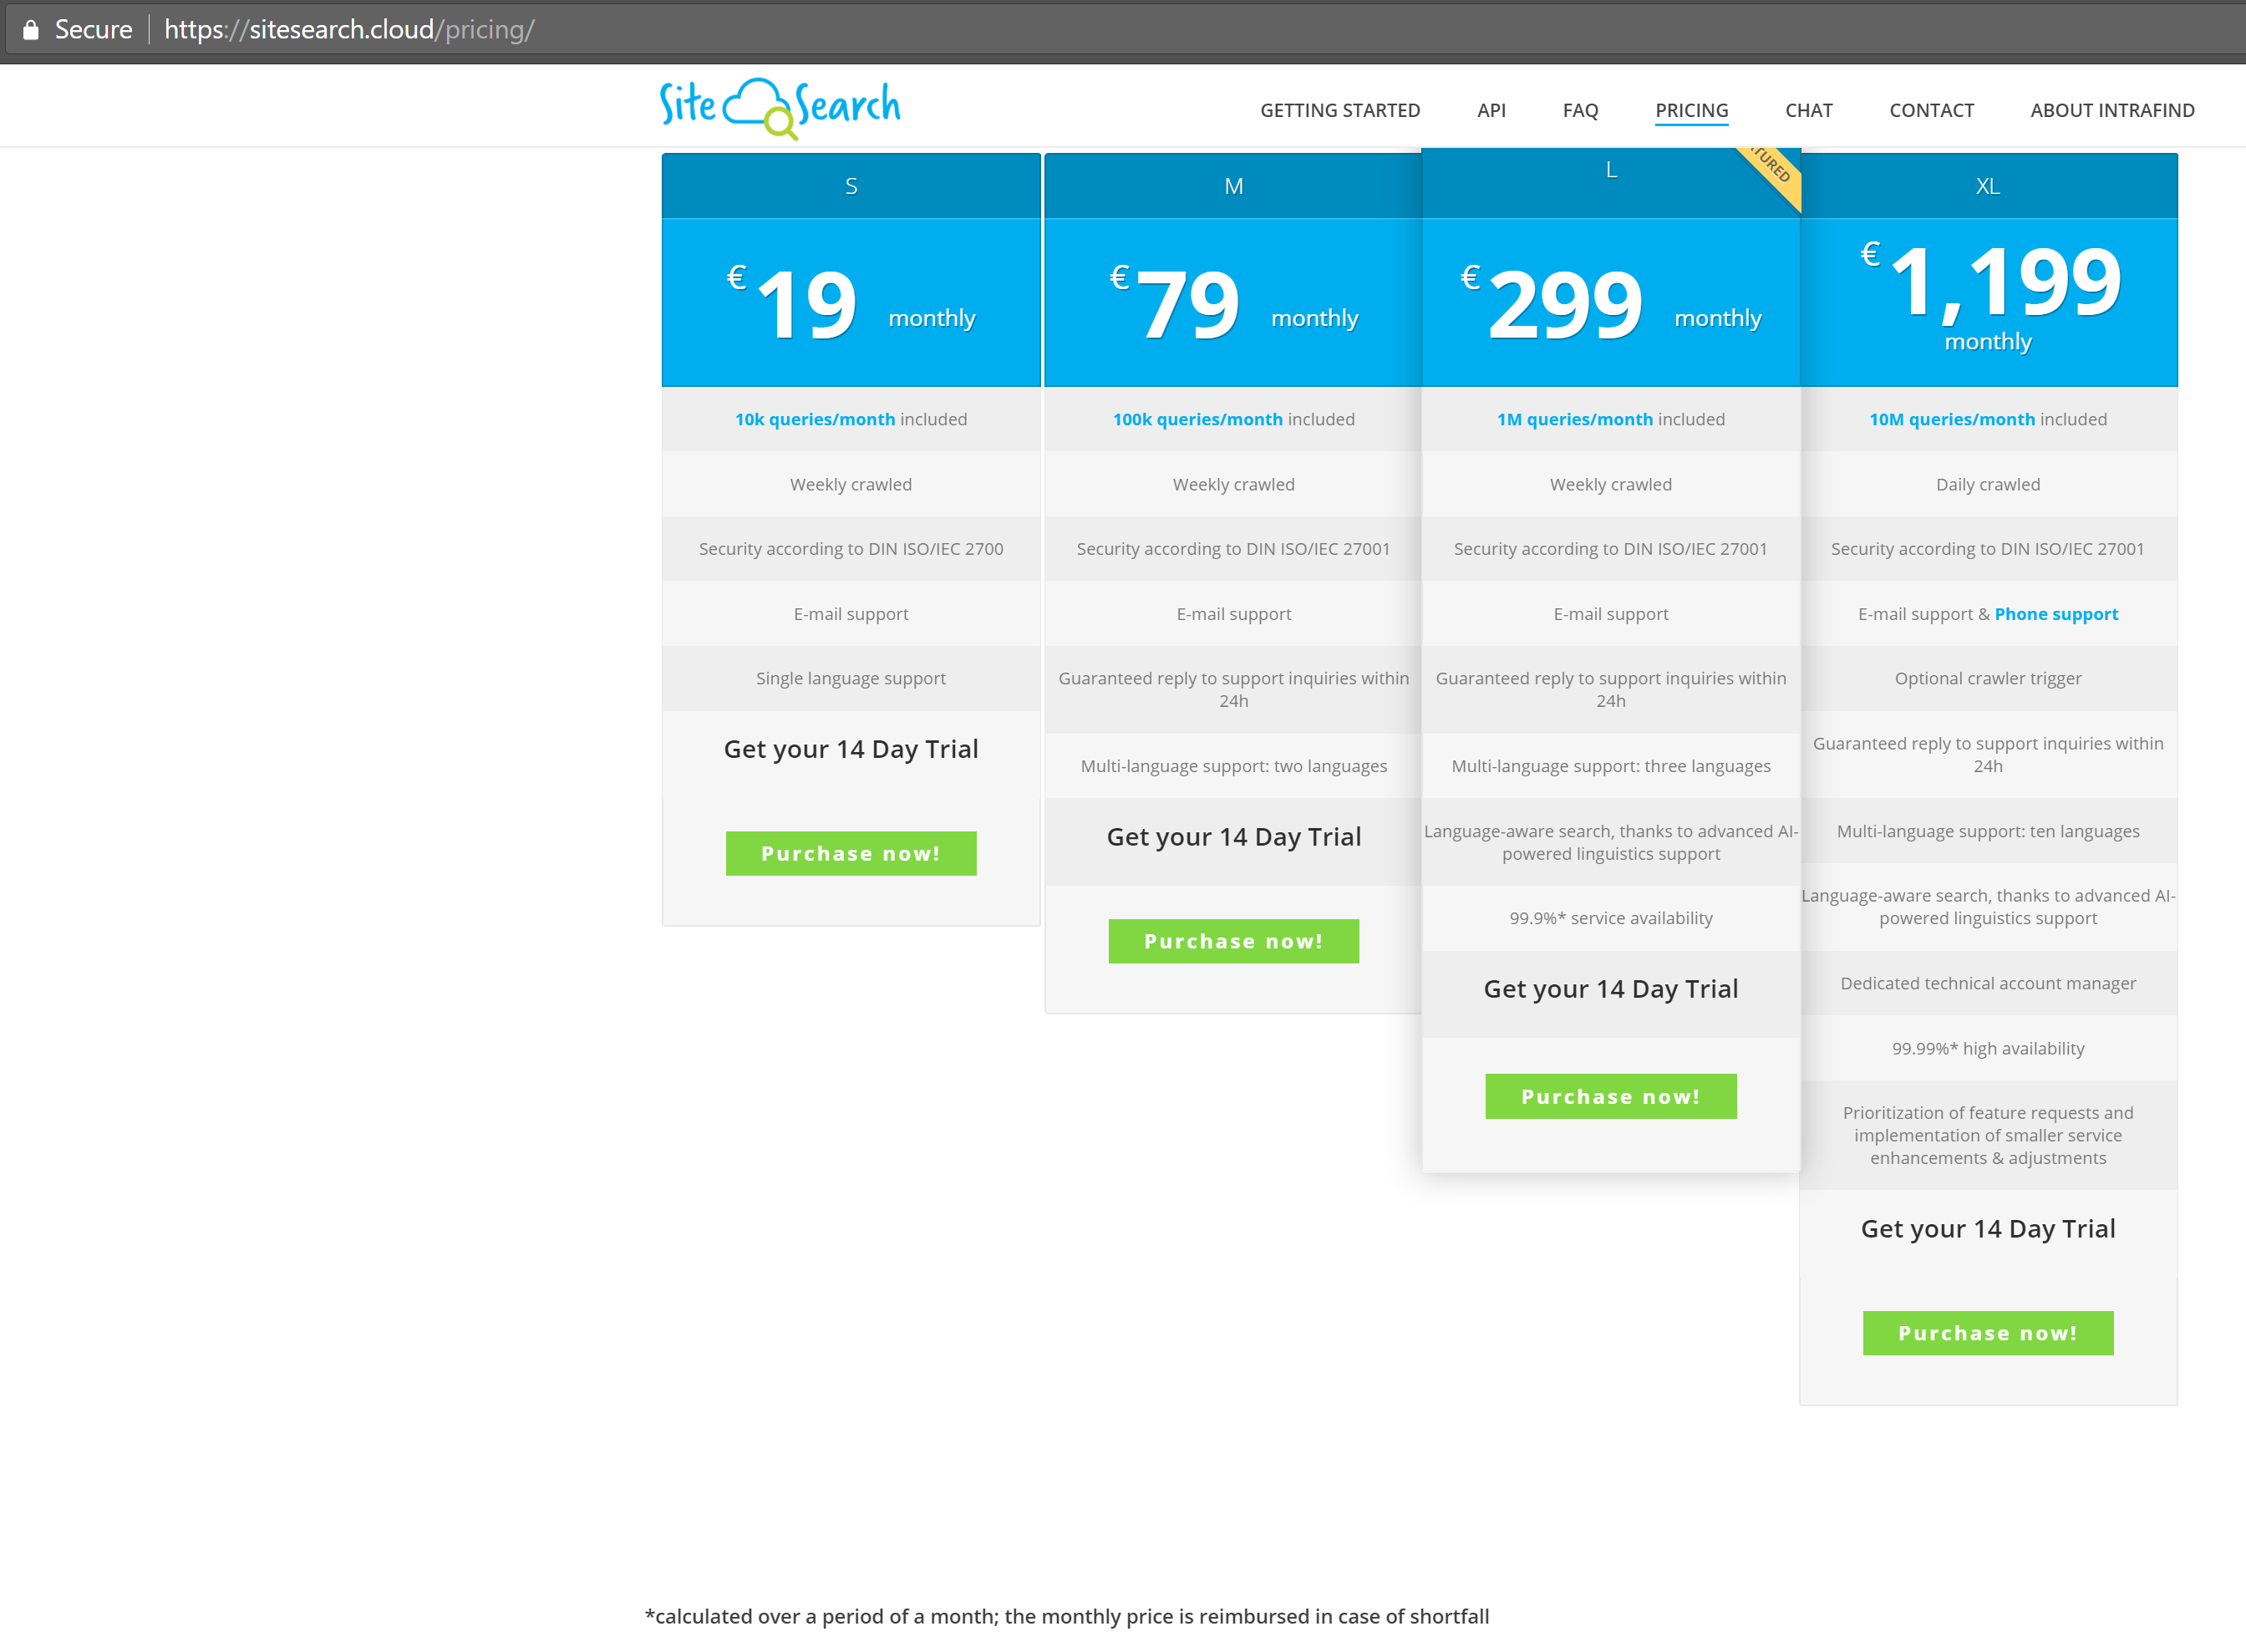 Secure
https://sitesearch.cloud/pricing/
Site Search
GETTING STARTED
API
FAQ
PRICING
CHAT
CONTACT
ABOUT INTRAFIND
S
€ 19 monthly
10k queries/month included
Weekly crawled
Security according to DIN ISO/IEC 2700
E-mail support
Single language support
Get your 14 Day Trial
Purchase now!
M
€ 79 monthly
100k queries/month included
Weekly crawled
Security according to DIN ISO/IEC 27001
E-mail support
Guaranteed reply to support inquiries within
24h
Multi-language support: two languages
Get your 14 Day Trial
Purchase now!
L
TURED
€ 299 monthly
1M queries/month included
Weekly crawled
Security according to DIN ISO/IEC 27001
E-mail support
Guaranteed reply to support inquiries within
24h
Multi-language support: three languages
Language-aware search, thanks to advanced AI-
powered linguistics support
99.9%* service availability
Get your 14 Day Trial
Purchase now!
XL
€ 1,199
monthly
10M queries/month included
Daily crawled
Security according to DIN ISO/IEC 27001
E-mail support & Phone support
Optional crawler trigger
Guaranteed reply to support inquiries within
24h
Multi-language support: ten languages
Language-aware search, thanks to advanced AI-
powered linguistics support
Dedicated technical account manager
99.99%* high availability
Prioritization of feature requests and
implementation of smaller service
enhancements & adjustments
Get your 14 Day Trial
Purchase now!
*calculated over a period of a month; the monthly price is reimbursed in case of shortfall